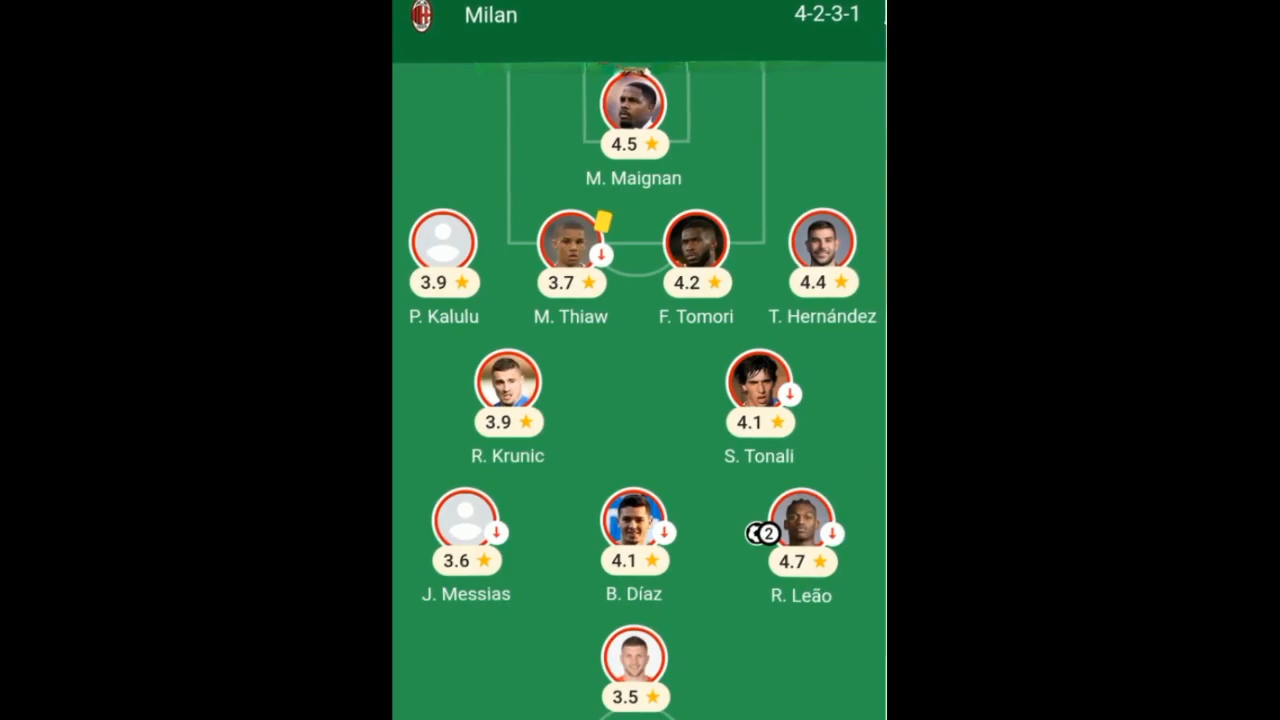 Milan 4-2-3-1
4.5
M. Maignan
3.9 3.7 4.2 4.4
P. Kalulu M. Thiaw F. Tomori T. Hernández
3.9 4.1
R. Krunic S. Tonali
2
3.6 4.1 4.7
J. Messias B. Díaz R. Leão
3.5